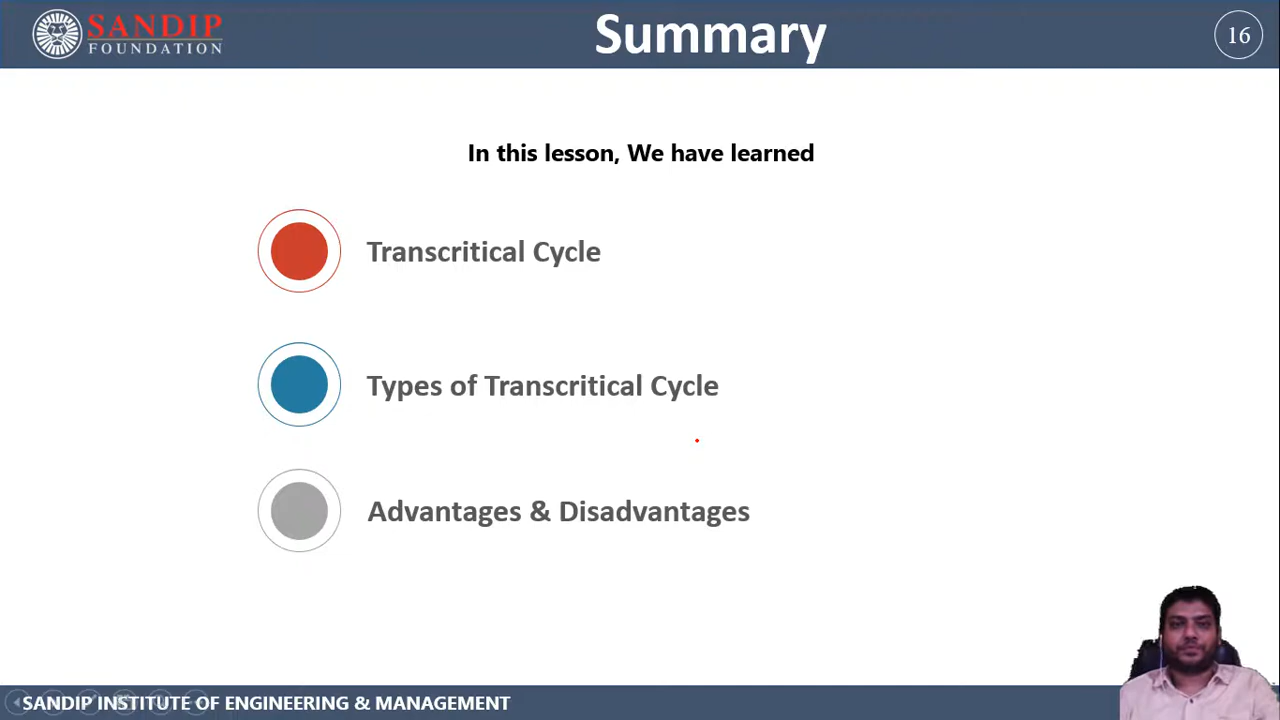 SANDIP
FOUNDATION
Summary
16
In this lesson, We have learned
Transcritical Cycle
Types of Transcritical Cycle
Advantages & Disadvantages
SANDIP INSTITUTE OF ENGINEERING & MANAGEMENT